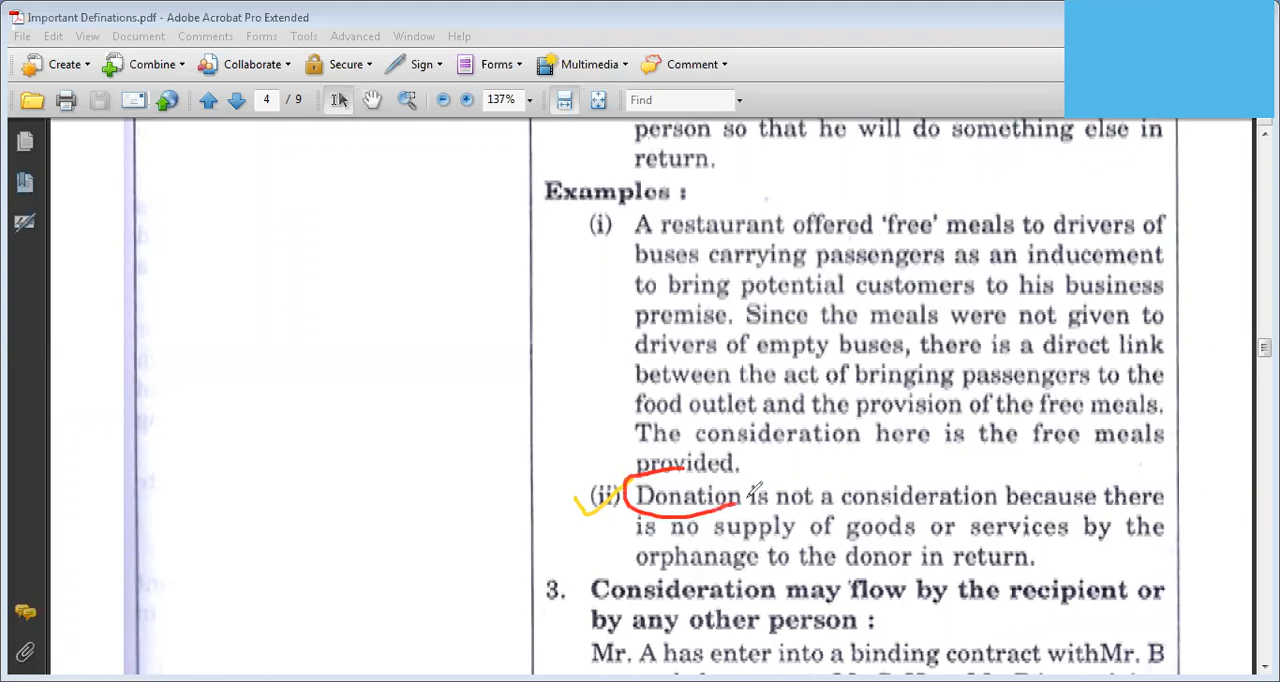 Important Definations.pdf - Adobe Acrobat Pro Extended
File Edit View Document Comments Forms Tools Advanced Window Help
Create Combine Collaborate Secure Sign Forms Multimedia Comment
4 / 9 137% Find
person so that he will do something else in
return.
Examples :
(i) A restaurant offered 'free' meals to drivers of
buses carrying passengers as an inducement
to bring potential customers to his business
premise. Since the meals were not given to
drivers of empty buses, there is a direct link
between the act of bringing passengers to the
food outlet and the provision of the free meals.
The consideration here is the free meals
provided.
(ii) Donation is not a consideration because there
is no supply of goods or services by the
orphanage to the donor in return.
3. Consideration may flow by the recipient or
by any other person :
Mr. A has enter into a binding contract withMr. B